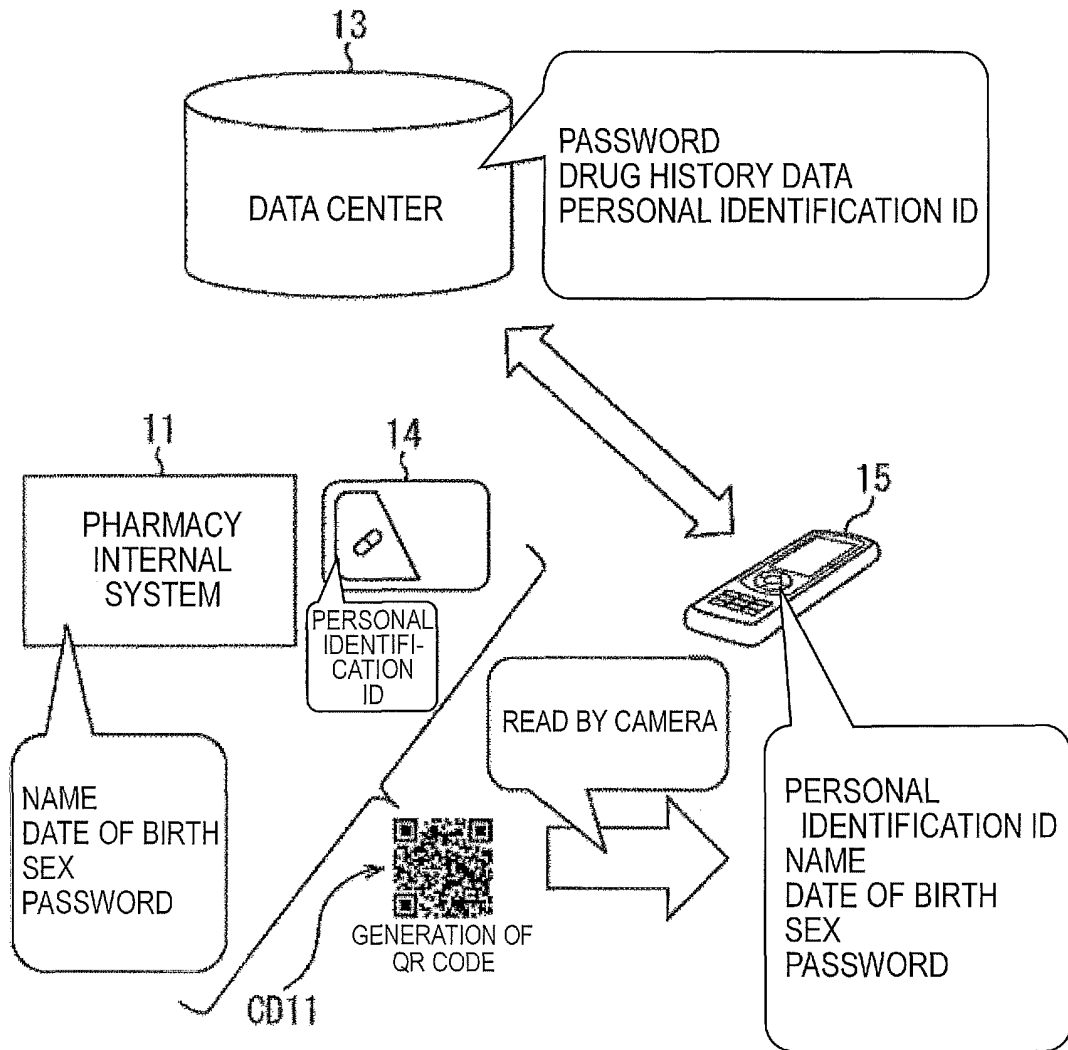 13
DATA CENTER
PASSWORD
DRUG HISTORY DATA
PERSONAL IDENTIFICATION ID
11
PHARMACY
INTERNAL
SYSTEM
14
PERSONAL
IDENTIFI-
CATION
ID
15
NAME
DATE OF BIRTH
SEX
PASSWORD
READ BY CAMERA
CD11
GENERATION OF
QR CODE
PERSONAL
IDENTIFICATION ID
NAME
DATE OF BIRTH
SEX
PASSWORD